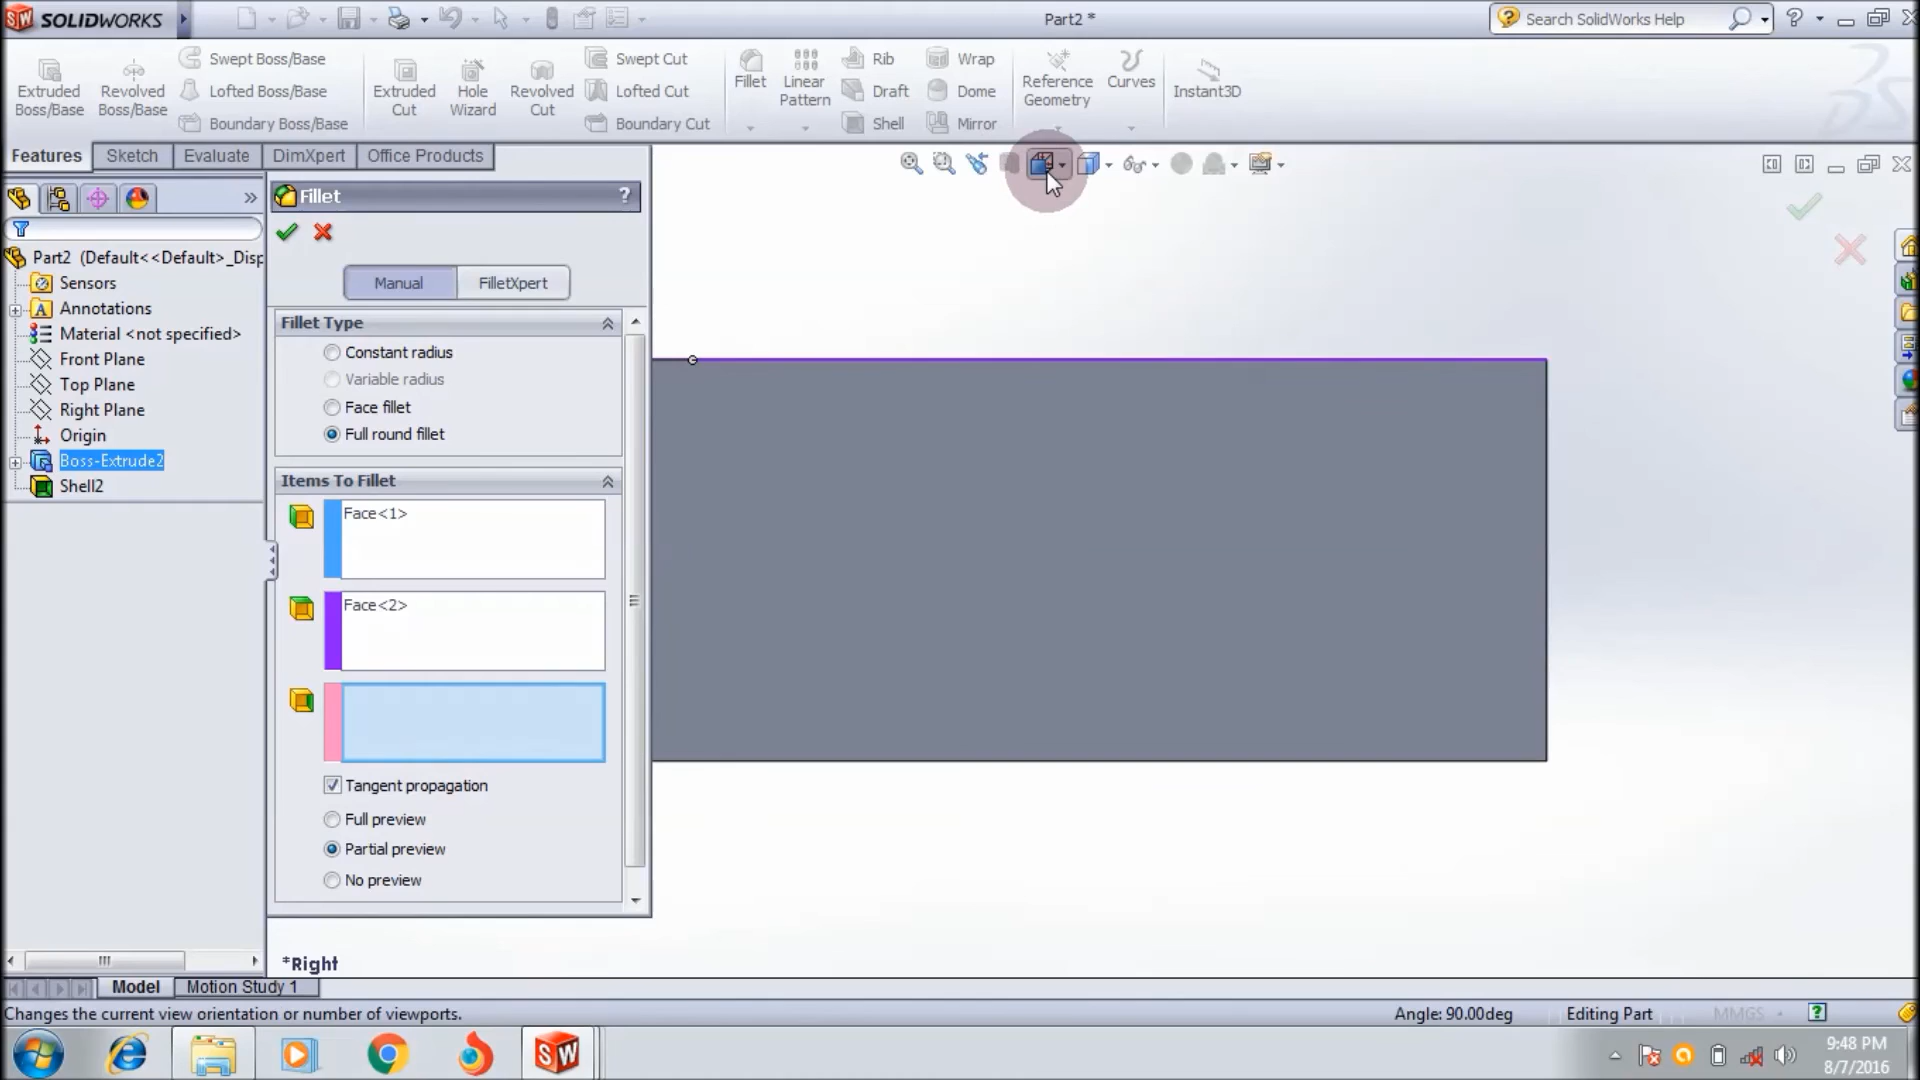 SOLIDWORKS
Part2 *
Search SolidWorks Help
Extruded Boss/Base
Revolved Boss/Base
Swept Boss/Base
Lofted Boss/Base
Boundary Boss/Base
Extruded Cut
Hole Wizard
Revolved Cut
Swept Cut
Lofted Cut
Boundary Cut
Fillet
Linear Pattern
Rib
Draft
Shell
Wrap
Dome
Mirror
Reference Geometry
Curves
Instant3D
Features
Sketch
Evaluate
DimXpert
Office Products
Part2 (Default<<Default>_Disp
Sensors
Annotations
Material <not specified>
Front Plane
Top Plane
Right Plane
Origin
Boss-Extrude2
Shell2
Fillet
?
Manual
FilletXpert
Fillet Type
Constant radius
Variable radius
Face fillet
Full round fillet
Items To Fillet
Face<1>
Face<2>
Tangent propagation
Full preview
Partial preview
No preview
*Right
Model
Motion Study 1
Changes the current view orientation or number of viewports.
Angle: 90.00deg
Editing Part
MMGS
9:48 PM
8/7/2016